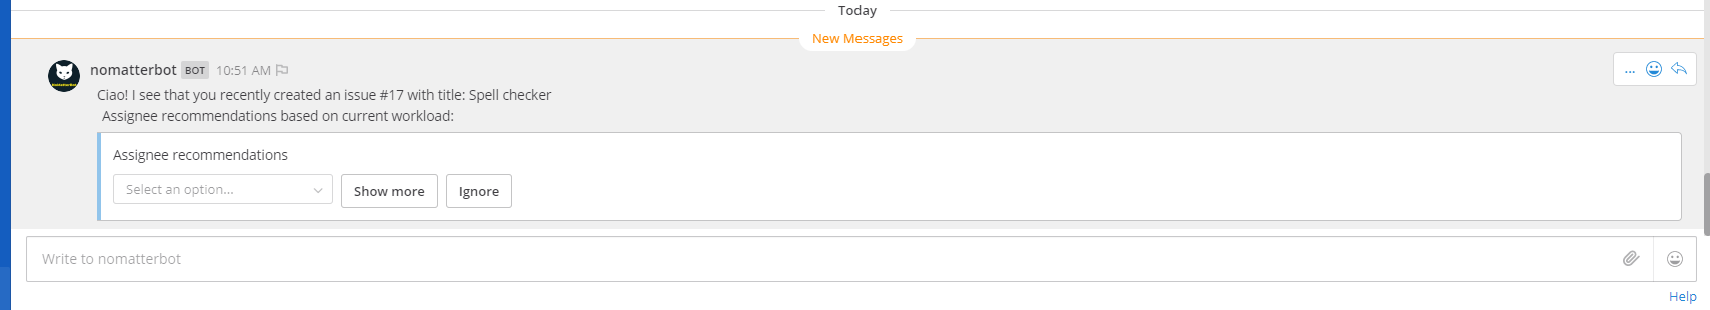 Today
New Messages
nomatterbot BOT 10:51 AM
...
Ciao! I see that you recently created an issue #17 with title: Spell checker
Assignee recommendations based on current workload:
Assignee recommendations
Select an option... Show more Ignore
Write to nomatterbot
Help